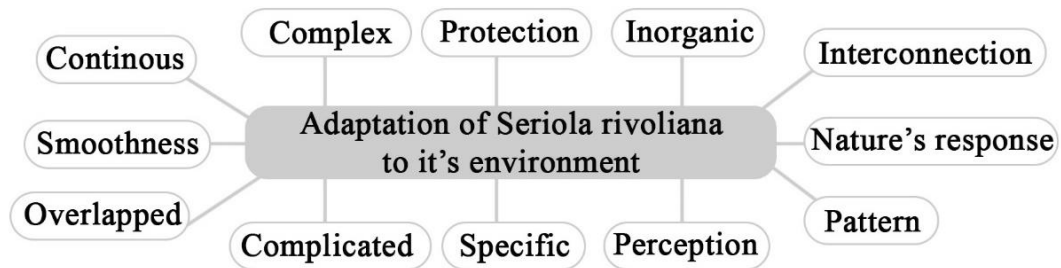 Complex
Protection
Inorganic
Continous
Interconnection
Adaptation of Seriola rivoliana
to it's environment
Smoothness
Nature's response
Overlapped
Pattern
Complicated
Specific
Perception